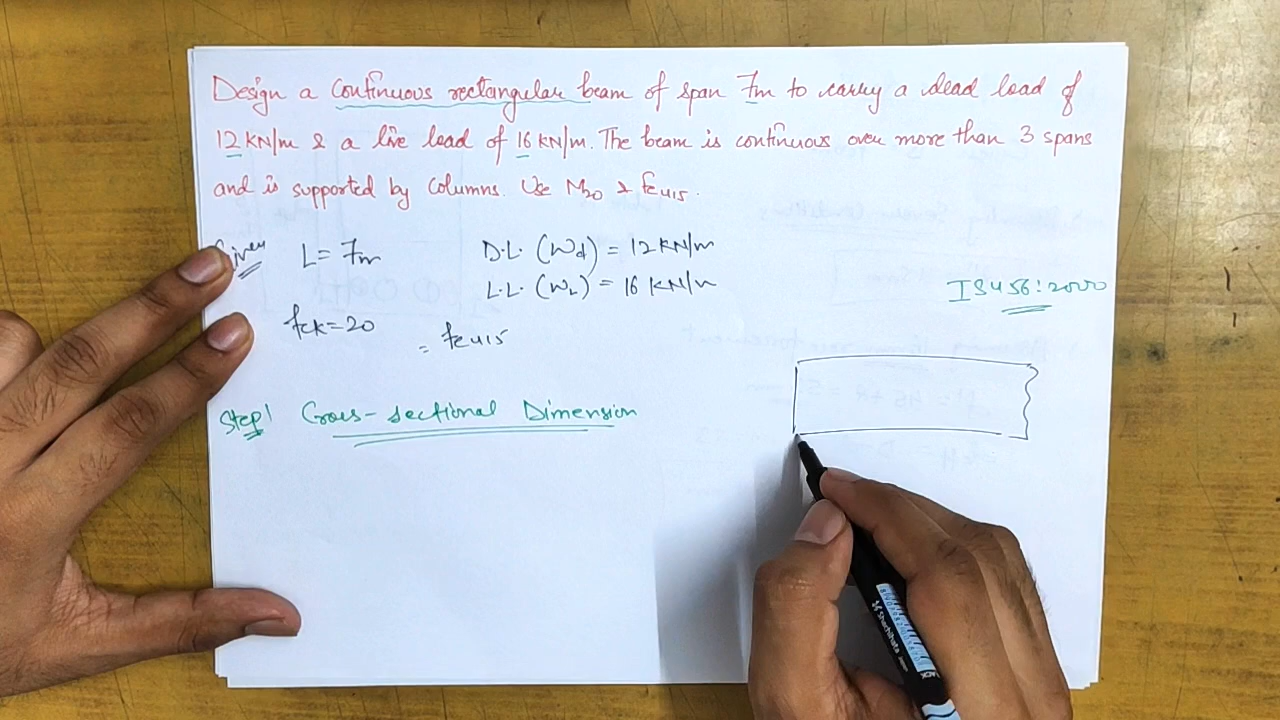 Design a continuous rectangular beam of span 7m to carry a dead load of
12 KN/m & a live load of 16 KN/m. The beam is continuous over more than 3 spans
and is supported by columns. Use M20 & Fe415.
Given L = 7m D.L. (Wd) = 12 KN/m
L.L. (WL) = 16 KN/m
IS456:2000
fck = 20 = fe415
Step1 Cross-sectional Dimension
Shachihata